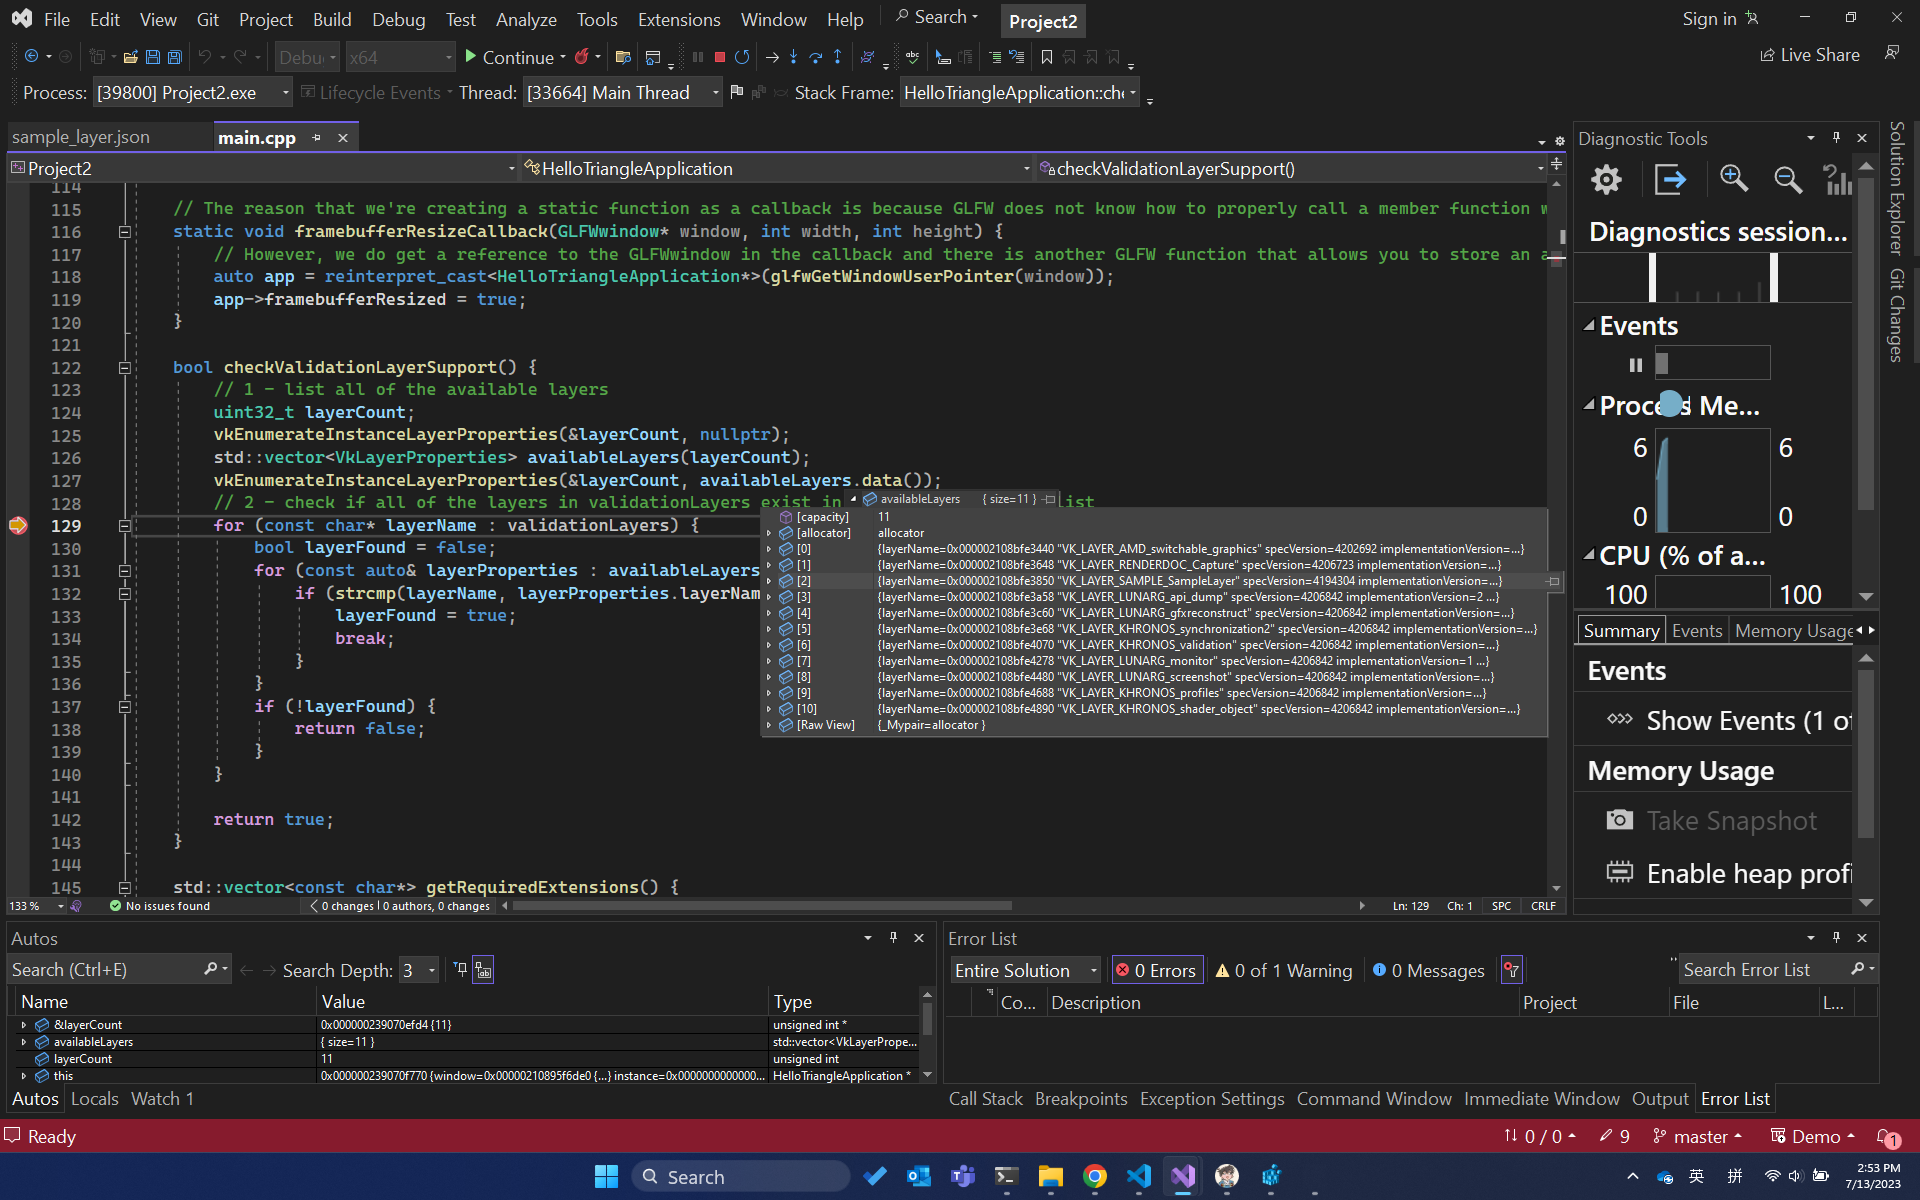 File Edit View Git Project Build Debug Test Analyze Tools Extensions Window Help Search Project2 Sign in
Debu x64 Continue Live Share
Process: [39800] Project2.exe Lifecycle Events Thread: [33664] Main Thread Stack Frame: HelloTriangleApplication::che
sample_layer.json main.cpp
Project2 HelloTriangleApplication checkValidationLayerSupport()
114
115 // The reason that we're creating a static function as a callback is because GLFW does not know how to properly call a member function w
116 static void framebufferResizeCallback(GLFWwindow* window, int width, int height) {
117 // However, we do get a reference to the GLFWwindow in the callback and there is another GLFW function that allows you to store an a
118 auto app = reinterpret_cast<HelloTriangleApplication*>(glfwGetWindowUserPointer(window));
119 app->framebufferResized = true;
120 }
121
122 bool checkValidationLayerSupport() {
123 // 1 - list all of the available layers
124 uint32_t layerCount;
125 vkEnumerateInstanceLayerProperties(&layerCount, nullptr);
126 std::vector<VkLayerProperties> availableLayers(layerCount);
127 vkEnumerateInstanceLayerProperties(&layerCount, availableLayers.data());
128 // 2 - check if all of the layers in validationLayers exist in list
129 for (const char* layerName : validationLayers) {
130 bool layerFound = false;
131 for (const auto& layerProperties : availableLayers
132 if (strcmp(layerName, layerProperties.layerNam
133 layerFound = true;
134 break;
135 }
136 }
137 if (!layerFound) {
138 return false;
139 }
140 }
141
142 return true;
143 }
144
145 std::vector<const char*> getRequiredExtensions() {
availableLayers { size=11 }
[capacity] 11
[allocator] allocator
[0] {layerName=0x000002108bfe3440 "VK_LAYER_AMD_switchable_graphics" specVersion=4202692 implementationVersion=...}
[1] {layerName=0x000002108bfe3648 "VK_LAYER_RENDERDOC_Capture" specVersion=4206723 implementationVersion=...}
[2] {layerName=0x000002108bfe3850 "VK_LAYER_SAMPLE_SampleLayer" specVersion=4194304 implementationVersion=...}
[3] {layerName=0x000002108bfe3a58 "VK_LAYER_LUNARG_api_dump" specVersion=4206842 implementationVersion=2 ...}
[4] {layerName=0x000002108bfe3c60 "VK_LAYER_LUNARG_gfxreconstruct" specVersion=4206842 implementationVersion=...}
[5] {layerName=0x000002108bfe3e68 "VK_LAYER_KHRONOS_synchronization2" specVersion=4206842 implementationVersion=...}
[6] {layerName=0x000002108bfe4070 "VK_LAYER_KHRONOS_validation" specVersion=4206842 implementationVersion=...}
[7] {layerName=0x000002108bfe4278 "VK_LAYER_LUNARG_monitor" specVersion=4206842 implementationVersion=1 ...}
[8] {layerName=0x000002108bfe4480 "VK_LAYER_LUNARG_screenshot" specVersion=4206842 implementationVersion=...}
[9] {layerName=0x000002108bfe4688 "VK_LAYER_KHRONOS_profiles" specVersion=4206842 implementationVersion=...}
[10] {layerName=0x000002108bfe4890 "VK_LAYER_KHRONOS_shader_object" specVersion=4206842 implementationVersion=...}
[Raw View] {_Mypair=allocator }
133 % No issues found 0 changes | 0 authors, 0 changes Ln: 129 Ch: 1 SPC CRLF
Diagnostic Tools
Diagnostics session...
Events
Process Me...
6 6
0 0
CPU (% of a...
100 100
Summary Events Memory Usage
Events
Show Events (1 of
Memory Usage
Take Snapshot
Enable heap profi
Solution Explorer
Git Changes
Autos
Search (Ctrl+E) Search Depth: 3
Name Value Type
&layerCount 0x000000239070efd4 {11} unsigned int *
availableLayers { size=11 } std::vector<VkLayerPrope...
layerCount 11 unsigned int
this 0x000000239070f770 {window=0x00000210895f6de0 {...} instance=0x0000000000000... HelloTriangleApplication *
Autos Locals Watch 1
Error List
Entire Solution 0 Errors 0 of 1 Warning 0 Messages Search Error List
Co... Description Project File L...
Call Stack Breakpoints Exception Settings Command Window Immediate Window Output Error List
Ready 0 / 0 9 master Demo 1
Search 英 拼 2:53 PM
7/13/2023